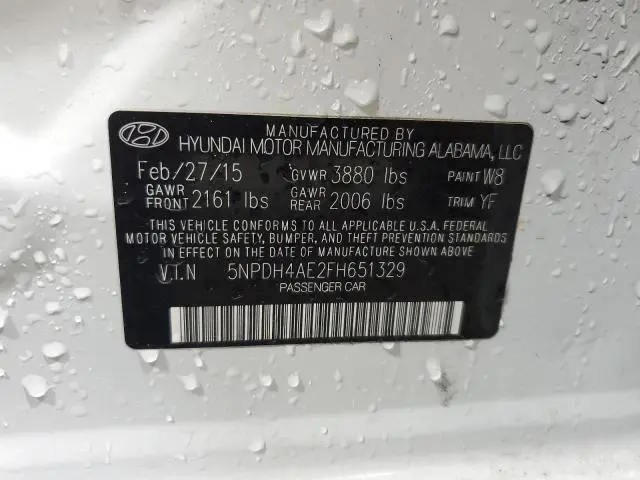 MANUFACTURED BY
HYUNDAI MOTOR MANUFACTURING ALABAMA, LLC
Feb/27/15 GVWR 3880 lbs PAINT W8
GAWR FRONT 2161 lbs GAWR REAR 2006 lbs TRIM YF
THIS VEHICLE CONFORMS TO ALL APPLICABLE U.S.A. FEDERAL
MOTOR VEHICLE SAFETY, BUMPER, AND THEFT PREVENTION STANDARDS
IN EFFECT ON THE DATE OF MANUFACTURE SHOWN ABOVE
V.I.N 5NPDH4AE2FH651329
PASSENGER CAR